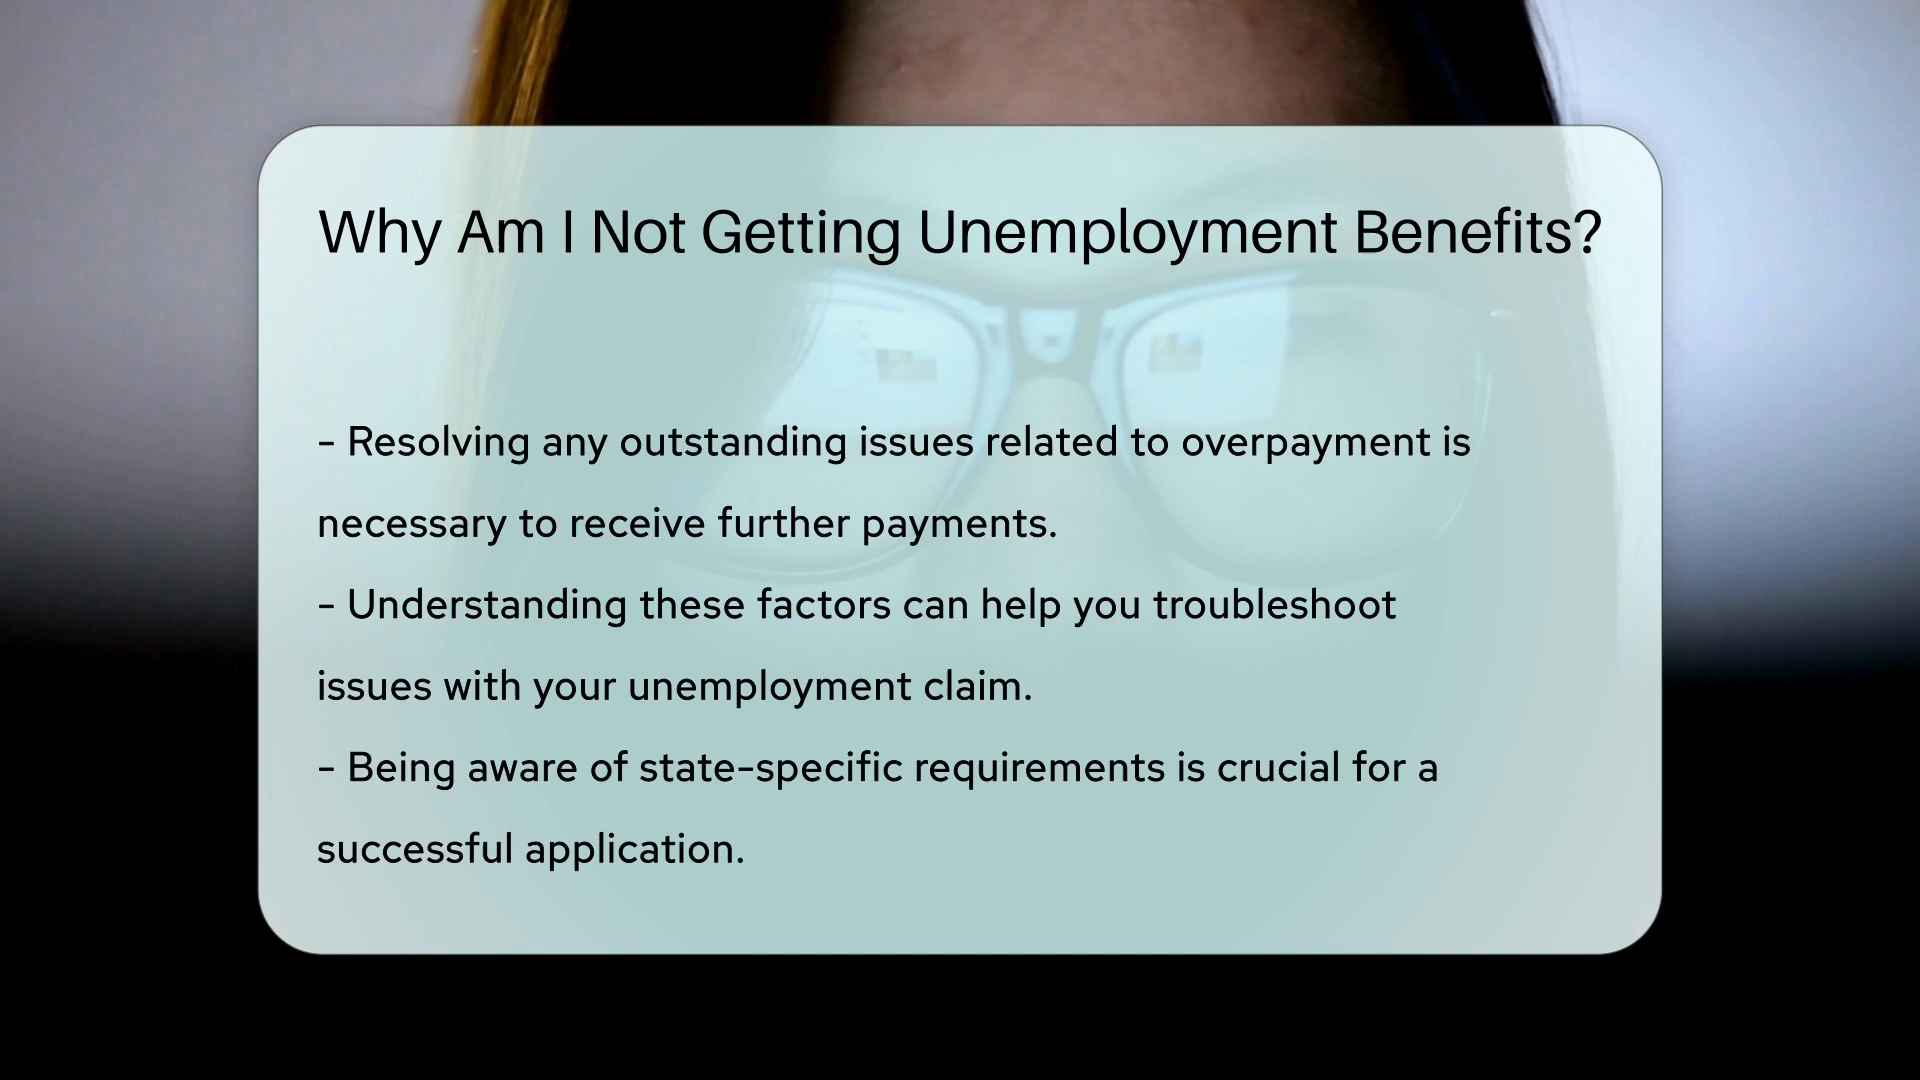 Why Am I Not Getting Unemployment Benefits?
- Resolving any outstanding issues related to overpayment is
necessary to receive further payments.
- Understanding these factors can help you troubleshoot
issues with your unemployment claim.
- Being aware of state-specific requirements is crucial for a
successful application.